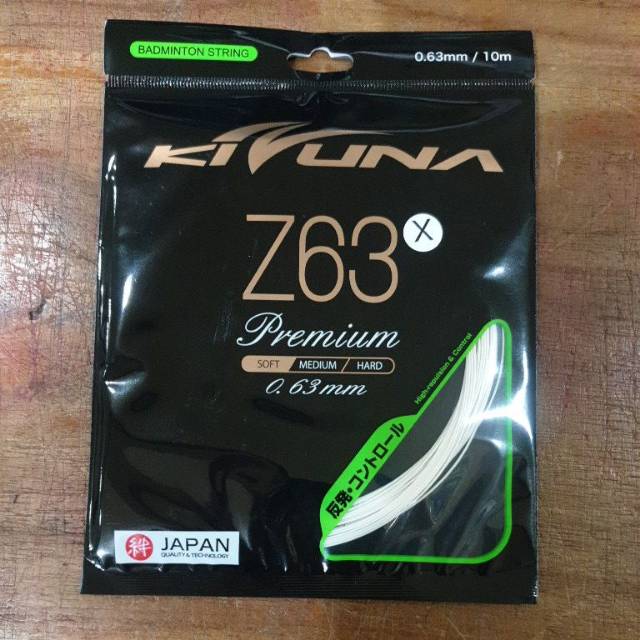 BADMINTON STRING
0.63mm / 10m
KIZUNA
Z63 X
Premium
SOFT / MEDIUM / HARD
0.63mm
High-repulsion & Control
反発・コントロール
絆 JAPAN
QUALITY & TECHNOLOGY